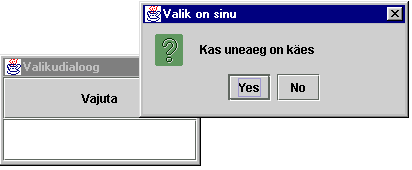 Valik on sinu
Kas uneaeg on käes
Yes No
Valikudialoog
Vajuta